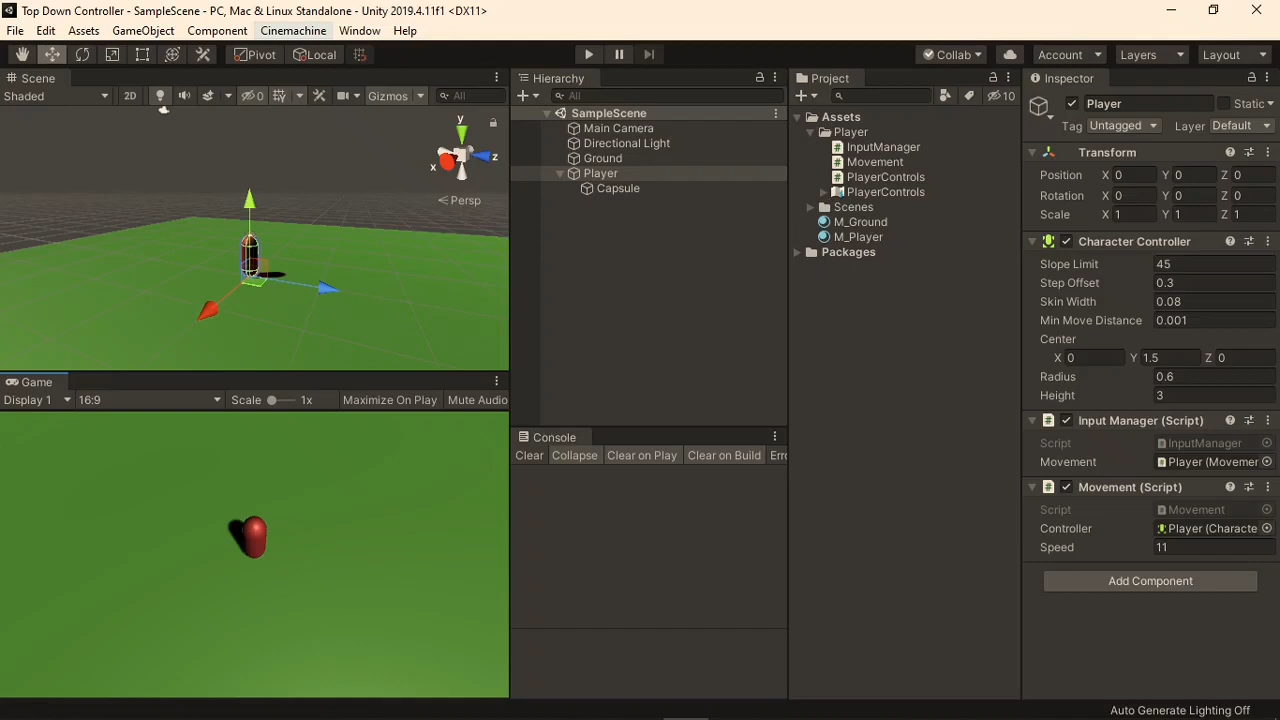 Top Down Controller - SampleScene - PC, Mac & Linux Standalone - Unity 2019.4.11f1 <DX11>
File Edit Assets GameObject Component Cinemachine Window Help
Pivot Local Collab Account Layers Layout
Scene
Shaded 2D 0 Gizmos All
y
x
z
Persp
Game
Display 1 16:9 Scale 1x Maximize On Play Mute Audio
Hierarchy
All
SampleScene
Main Camera
Directional Light
Ground
Player
Capsule
Console
Clear Collapse Clear on Play Clear on Build Erro
Project
10
Assets
Player
InputManager
Movement
PlayerControls
PlayerControls
Scenes
M_Ground
M_Player
Packages
Inspector
Player Static
Tag Untagged Layer Default
Transform
Position X 0 Y 0 Z 0
Rotation X 0 Y 0 Z 0
Scale X 1 Y 1 Z 1
Character Controller
Slope Limit 45
Step Offset 0.3
Skin Width 0.08
Min Move Distance 0.001
Center
X 0 Y 1.5 Z 0
Radius 0.6
Height 3
Input Manager (Script)
Script InputManager
Movement Player (Movemer
Movement (Script)
Script Movement
Controller Player (Characte
Speed 11
Add Component
Auto Generate Lighting Off